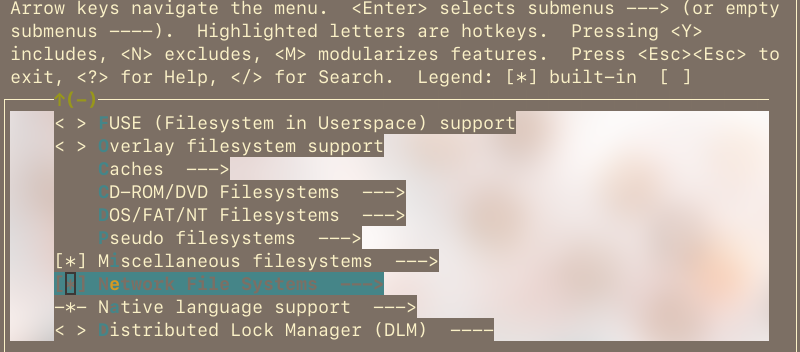 Arrow keys navigate the menu.  <Enter> selects submenus ---> (or empty
submenus ----).  Highlighted letters are hotkeys.  Pressing <Y>
includes, <N> excludes, <M> modularizes features.  Press <Esc><Esc> to
exit, <?> for Help, </> for Search.  Legend: [*] built-in  [ ]
↑(-)
< > FUSE (Filesystem in Userspace) support
< > Overlay filesystem support
Caches  --->
CD-ROM/DVD Filesystems  --->
DOS/FAT/NT Filesystems  --->
Pseudo filesystems  --->
[*] Miscellaneous filesystems  --->
[ ] Network File Systems  --->
-*- Native language support  --->
< > Distributed Lock Manager (DLM)  ----